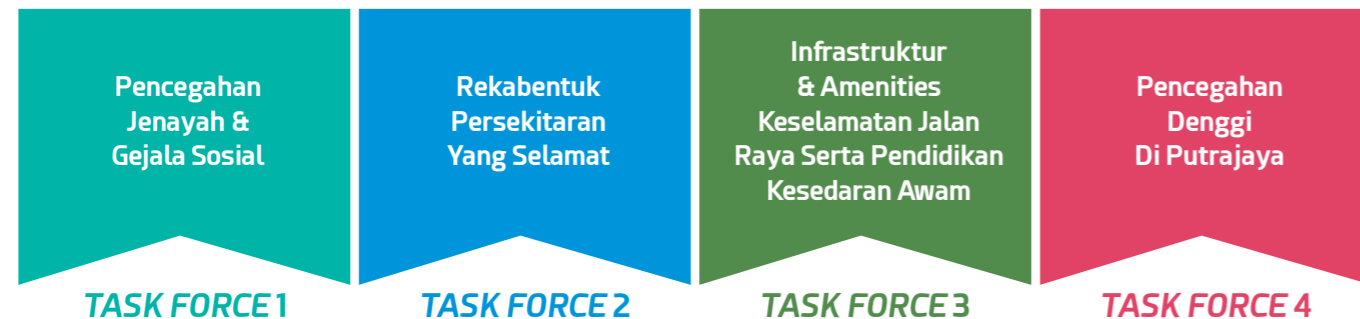 Pencegahan
Jenayah &
Gejala Sosial
TASK FORCE 1
Rekabentuk
Persekitaran
Yang Selamat
TASK FORCE 2
Infrastruktur
& Amenities
Keselamatan Jalan
Raya Serta Pendidikan
Kesedaran Awam
TASK FORCE 3
Pencegahan
Denggi
Di Putrajaya
TASK FORCE 4